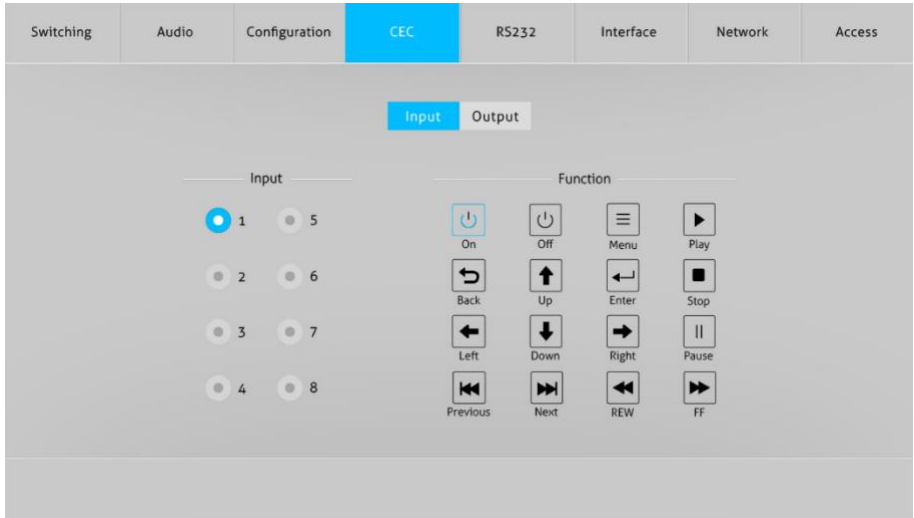 Switching Audio Configuration CEC RS232 Interface Network Access
Input Output
Input Function
1 5
On Off Menu Play
2 6
Back Up Enter Stop
3 7
Left Down Right Pause
4 8
Previous Next REW FF